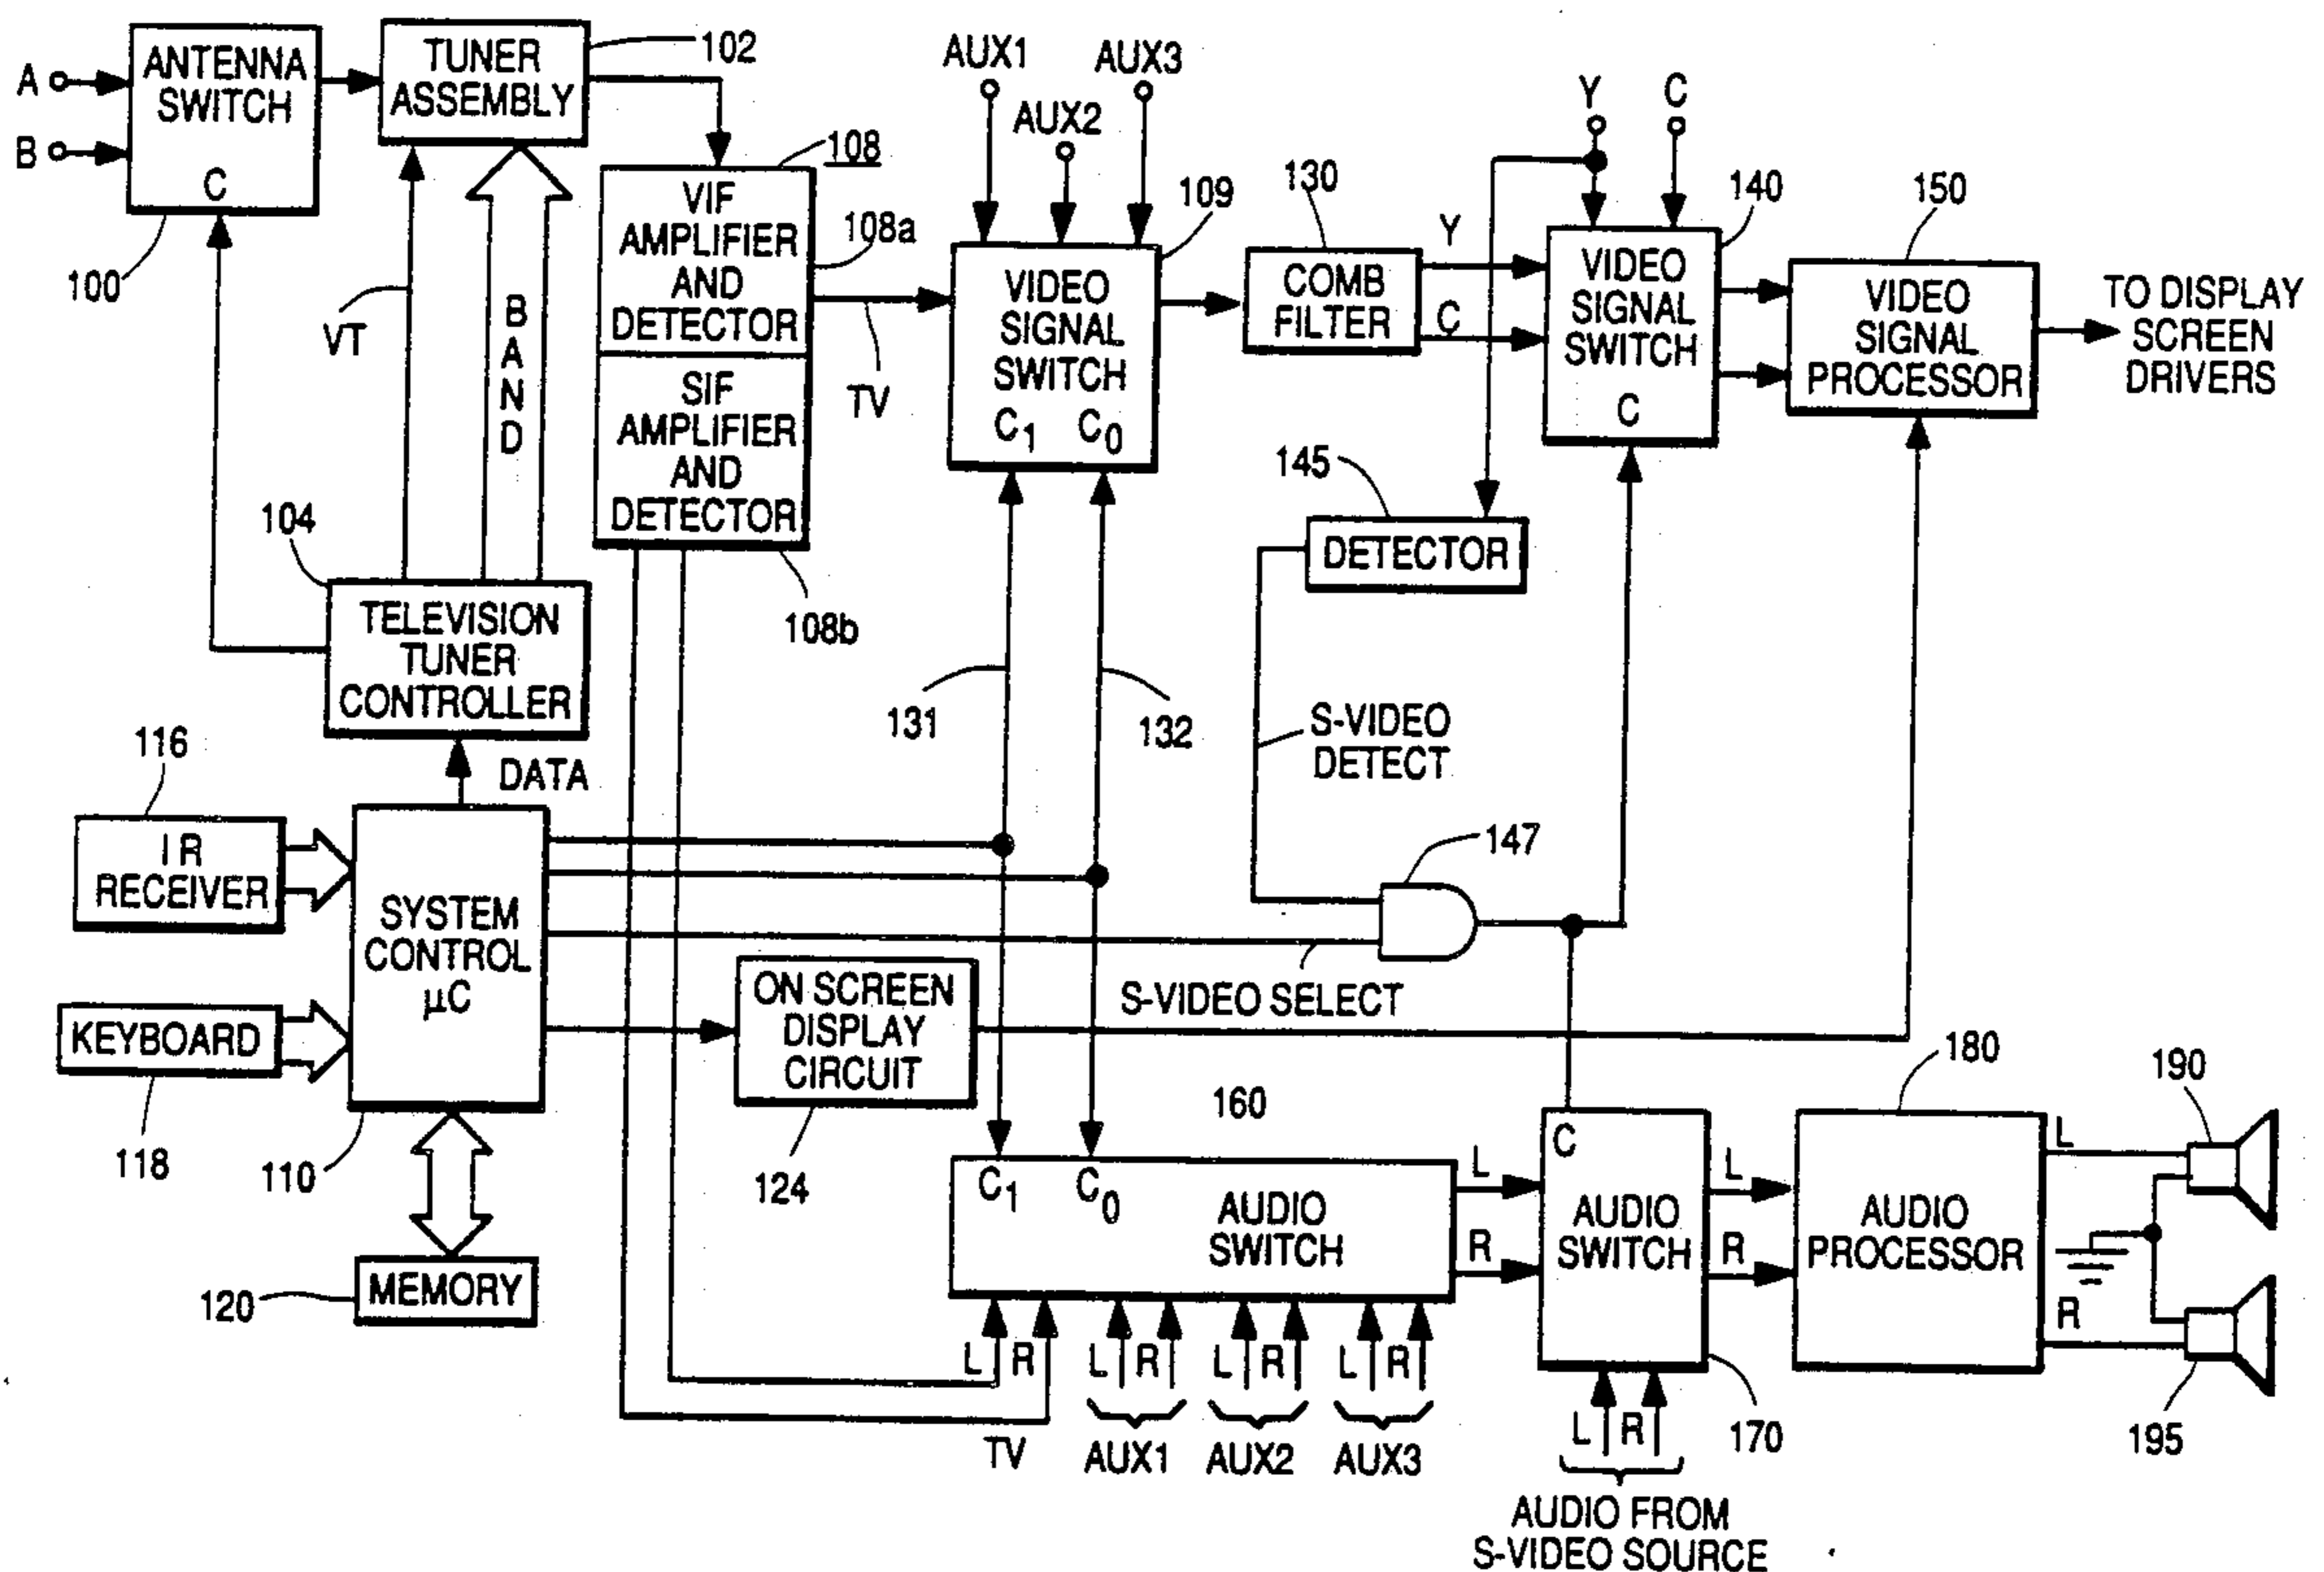 A
B
ANTENNA
SWITCH
C
100
TUNER
ASSEMBLY
102
VT
BAND
104
TELEVISION
TUNER
CONTROLLER
108
VIF
AMPLIFIER
AND
DETECTOR
108a
SIF
AMPLIFIER
AND
DETECTOR
108b
TV
AUX1
AUX2
AUX3
109
VIDEO
SIGNAL
SWITCH
C1 C0
131
132
130
COMB
FILTER
Y
C
Y
C
140
VIDEO
SIGNAL
SWITCH
C
150
VIDEO
SIGNAL
PROCESSOR
TO DISPLAY
SCREEN
DRIVERS
145
DETECTOR
S-VIDEO
DETECT
147
S-VIDEO SELECT
DATA
116
IR
RECEIVER
118
KEYBOARD
110
SYSTEM
CONTROL
µC
120
MEMORY
ON SCREEN
DISPLAY
CIRCUIT
124
160
C1 C0
AUDIO
SWITCH
L R
TV
L R
AUX1
L R
AUX2
L R
AUX3
L
R
C
AUDIO
SWITCH
170
L R
AUDIO FROM
S-VIDEO SOURCE
L
R
180
AUDIO
PROCESSOR
L
R
190
195